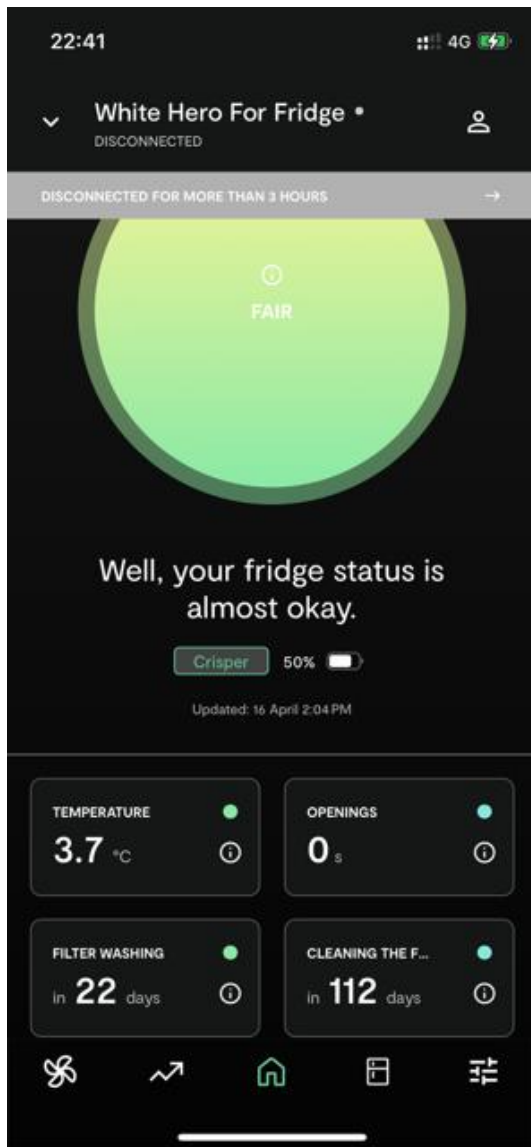 22:41
4G
White Hero For Fridge
DISCONNECTED
DISCONNECTED FOR MORE THAN 3 HOURS
FAIR
Well, your fridge status is
almost okay.
Crisper 50%
Updated: 16 April 2:04 PM
TEMPERATURE
3.7 °C
OPENINGS
0 s
FILTER WASHING
in 22 days
CLEANING THE F...
in 112 days